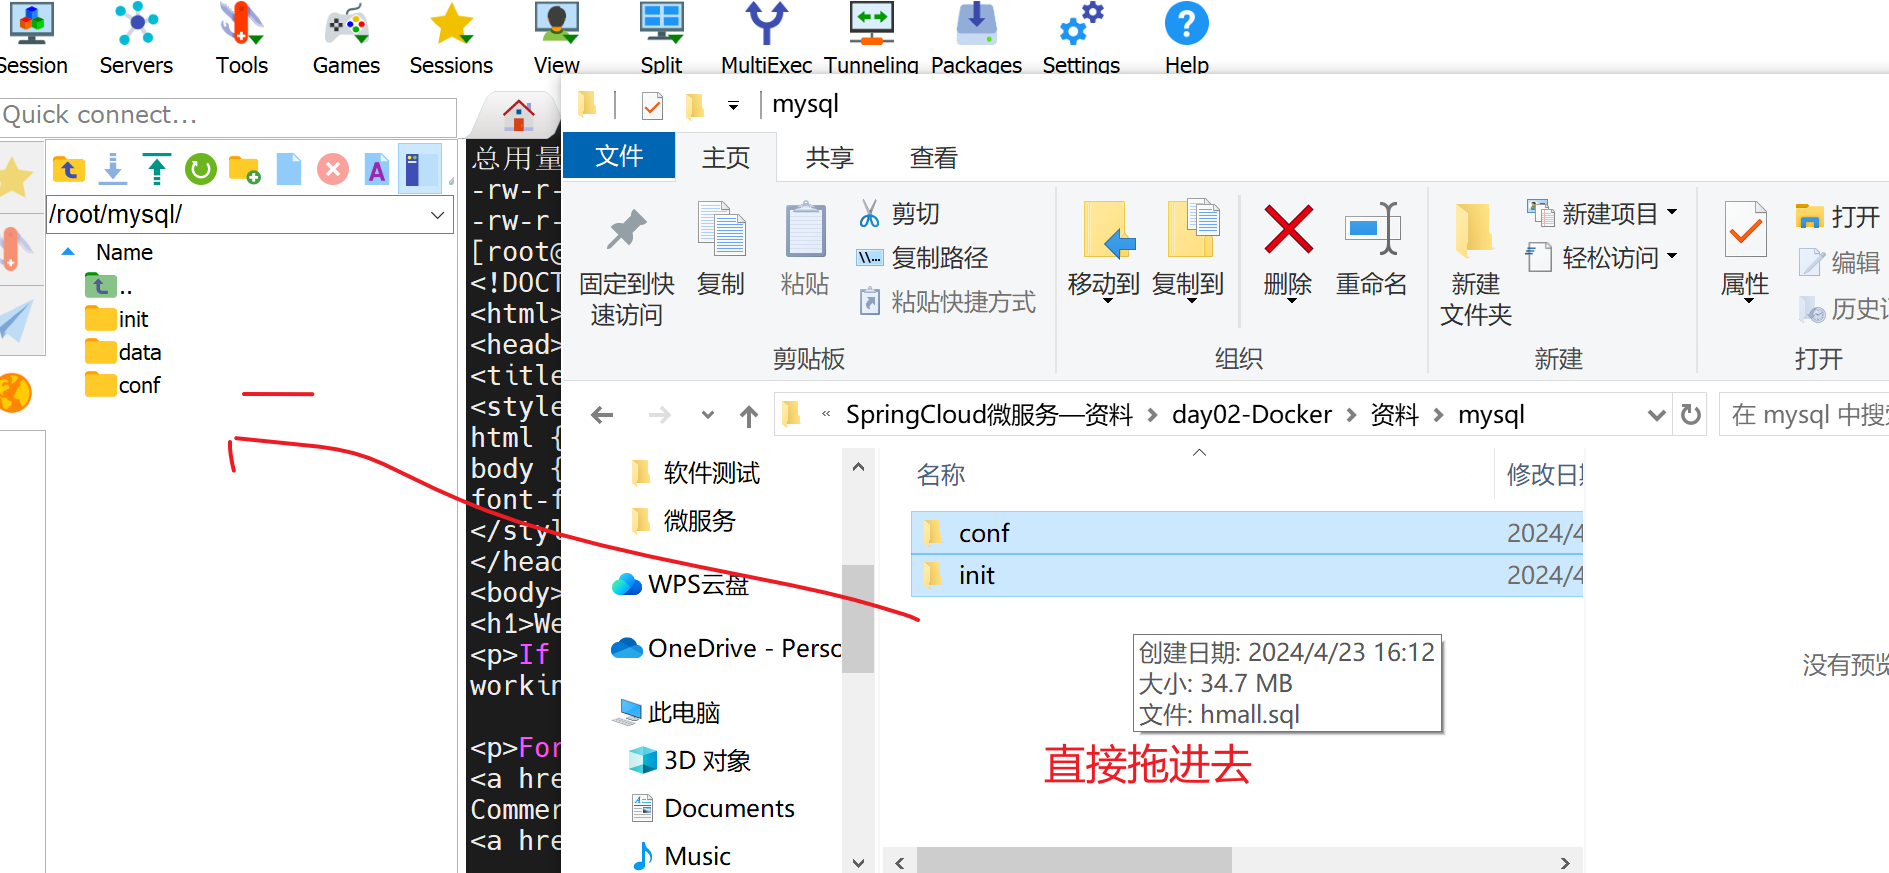 Session Servers Tools Games Sessions View Split MultiExec Tunneling Packages Settings Help
Quick connect...
/root/mysql/
Name
..
init
data
conf
总用量
-rw-r-
-rw-r-
[root@
<!DOCT
<html>
<head>
<title
<style
html {
body {
font-f
</styl
</head
<body>
<h1>We
<p>If
workin
<p>For
<a hre
Commer
<a hre
mysql
文件 主页 共享 查看
固定到快
速访问
复制
粘贴
剪切
复制路径
粘贴快捷方式
剪贴板
移动到 复制到
删除 重命名
组织
新建
文件夹
新建项目
轻松访问
新建
属性
打开
编辑
历史记
打开
« SpringCloud微服务—资料 > day02-Docker > 资料 > mysql
在 mysql 中搜
软件测试
微服务
WPS云盘
OneDrive - Perso
此电脑
3D 对象
Documents
Music
名称 修改日
conf 2024/4
init 2024/4
创建日期: 2024/4/23 16:12
大小: 34.7 MB
文件: hmall.sql
直接拖进去
没有预览